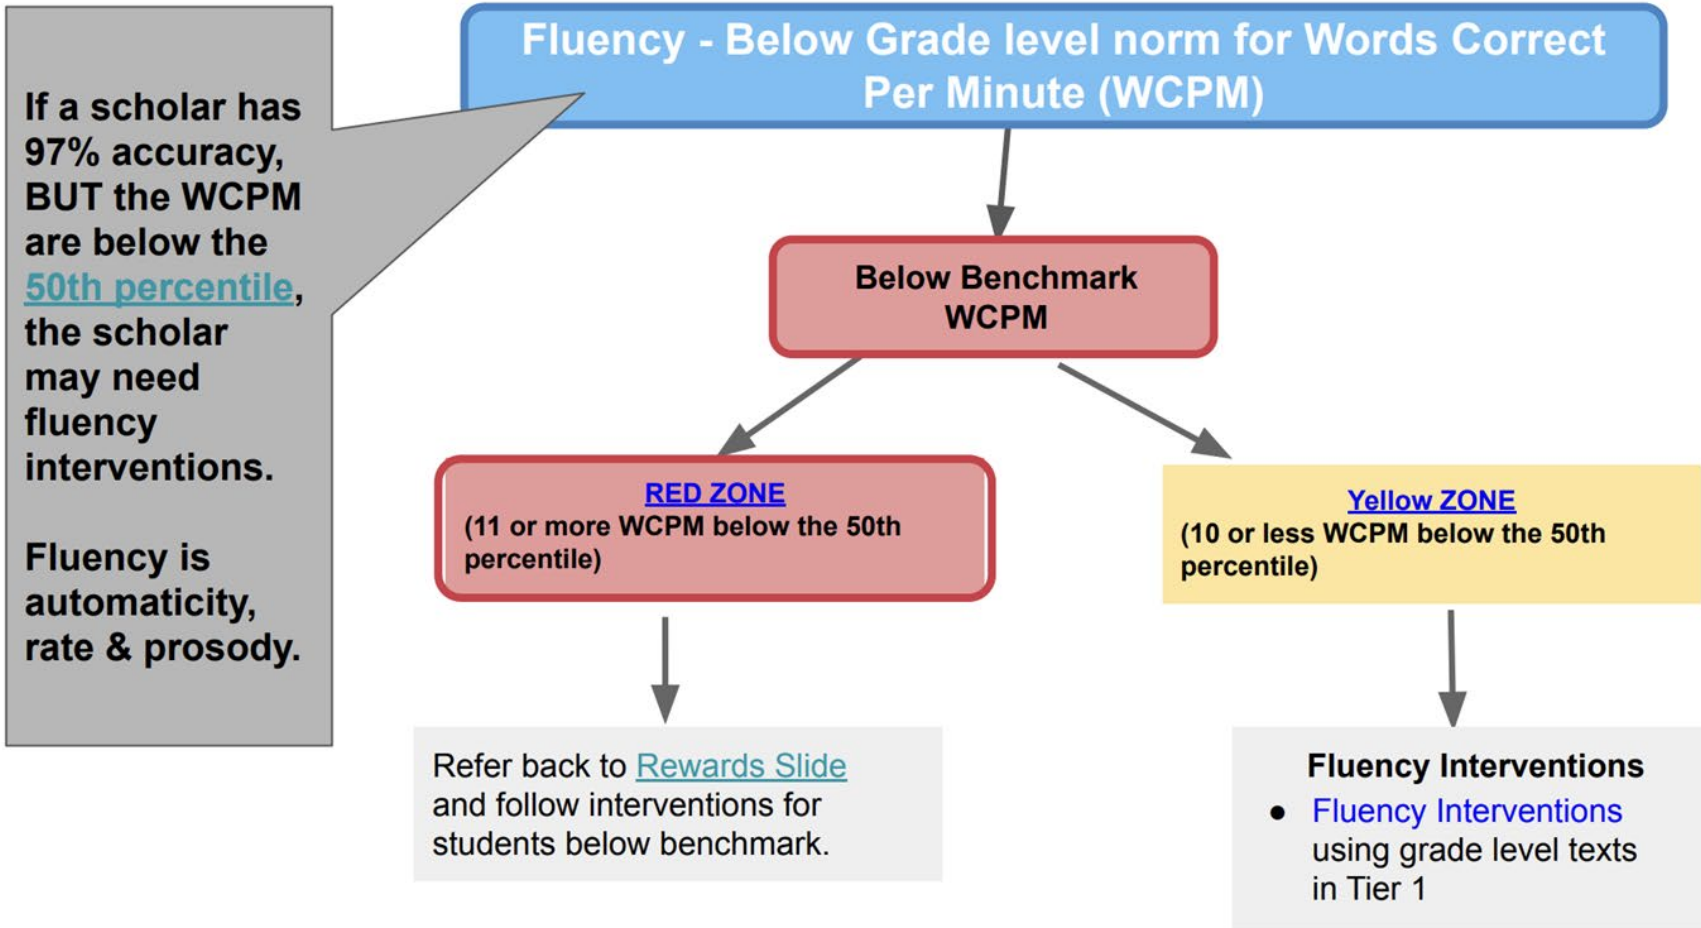 Fluency - Below Grade level norm for Words Correct
Per Minute (WCPM)
If a scholar has
97% accuracy,
BUT the WCPM
are below the
50th percentile,
the scholar
may need
fluency
interventions.
Fluency is
automaticity,
rate & prosody.
Below Benchmark
WCPM
RED ZONE
(11 or more WCPM below the 50th
percentile)
Yellow ZONE
(10 or less WCPM below the 50th
percentile)
Refer back to Rewards Slide
and follow interventions for
students below benchmark.
Fluency Interventions
● Fluency Interventions
using grade level texts
in Tier 1